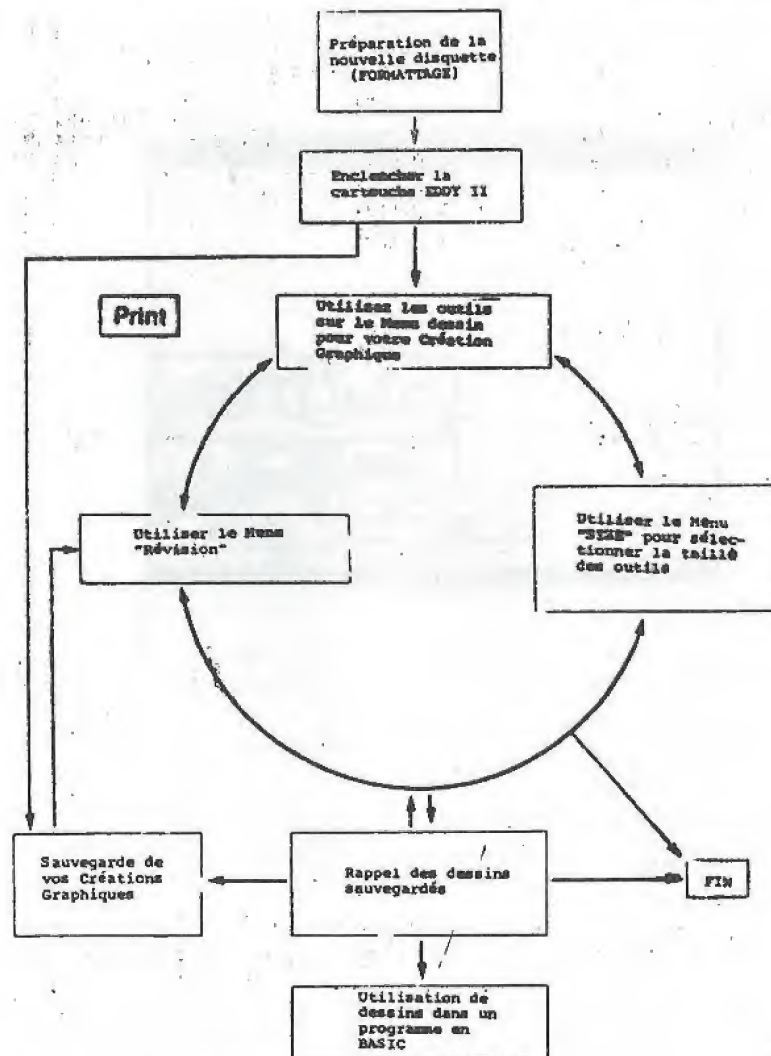 Préparation de la
nouvelle disquette
(FORMATTAGE)
Enclencher la
cartouche EDDY II
Print
Utilisez les outils
sur le Menu dessin
pour votre Création
Graphique
Utiliser le Menu
"Révision"
Utiliser le Ménu
"SIZE" pour sélec-
tionner la taille
des outils
Sauvegarde de
vos Créations
Graphiques
Rappel des dessins
sauvegardés
FIN
Utilisation de
dessins dans un
programme en
BASIC